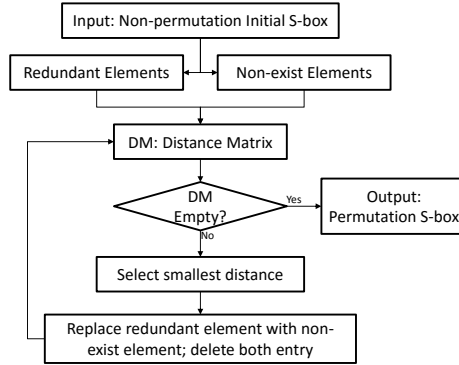 Input: Non-permutation Initial S-box
Redundant Elements
Non-exist Elements
DM: Distance Matrix
DM
Empty?
Yes
Output:
Permutation S-box
No
Select smallest distance
Replace redundant element with non-
exist element; delete both entry